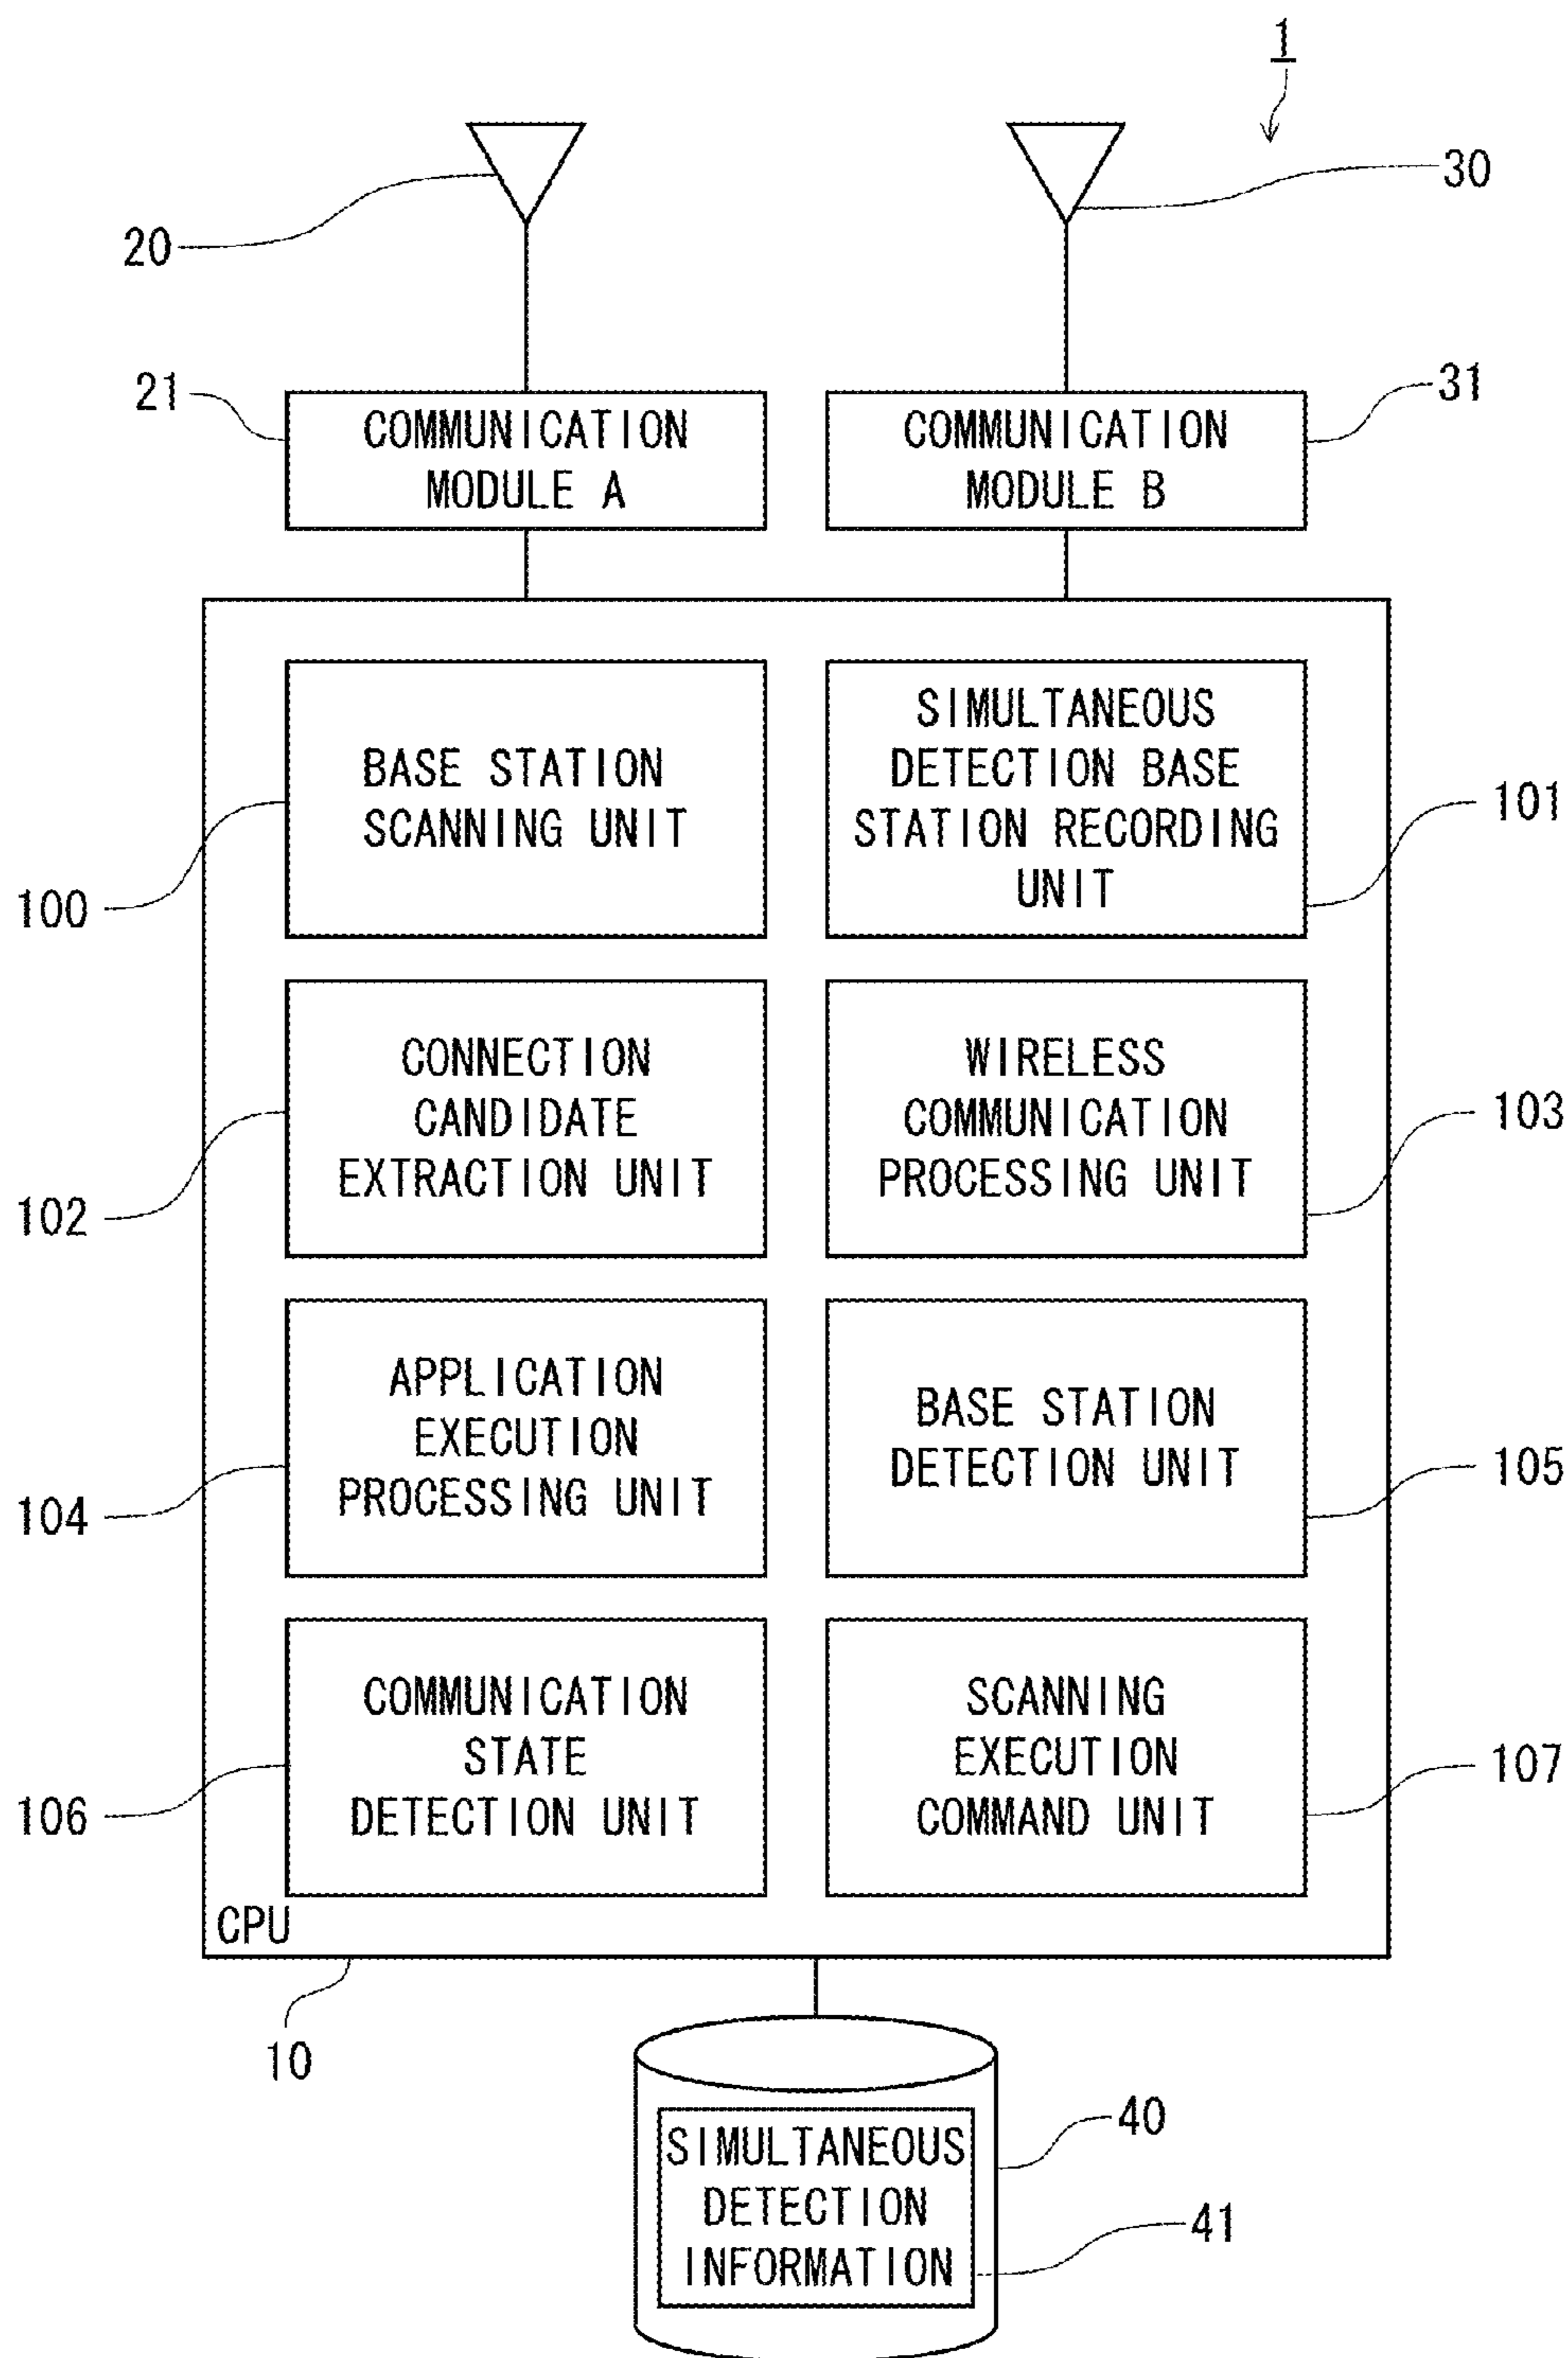 1
20
30
21
COMMUNICATION
MODULE A
COMMUNICATION
MODULE B
31
BASE STATION
SCANNING UNIT
100
SIMULTANEOUS
DETECTION BASE
STATION RECORDING
UNIT
101
CONNECTION
CANDIDATE
EXTRACTION UNIT
102
WIRELESS
COMMUNICATION
PROCESSING UNIT
103
APPLICATION
EXECUTION
PROCESSING UNIT
104
BASE STATION
DETECTION UNIT
105
COMMUNICATION
STATE
DETECTION UNIT
106
SCANNING
EXECUTION
COMMAND UNIT
107
CPU
10
SIMULTANEOUS
DETECTION
INFORMATION
40
41